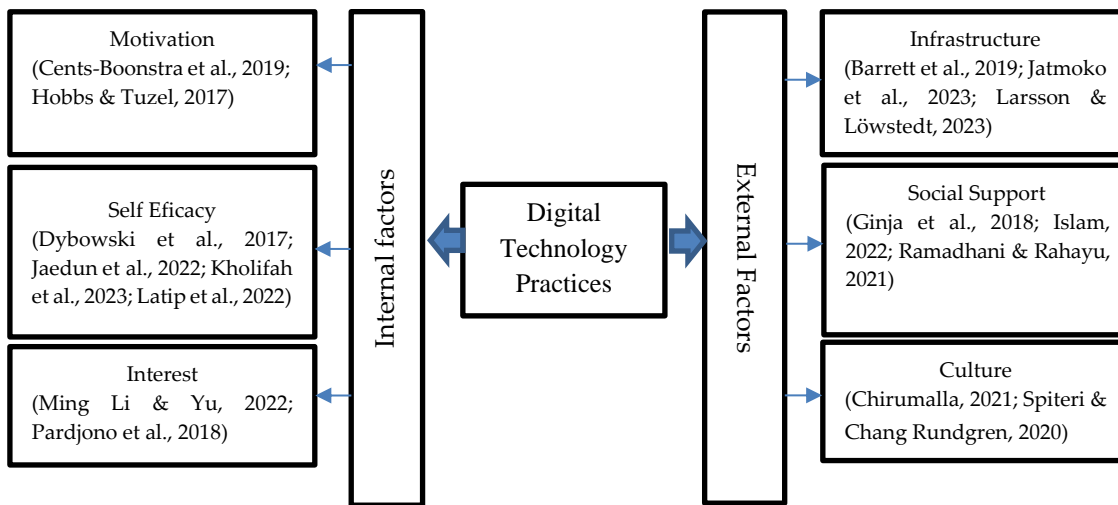 Motivation
(Cents-Boonstra et al., 2019;
Hobbs & Tuzel, 2017)
Self Eficacy
(Dybowski et al., 2017;
Jaedun et al., 2022; Kholifah
et al., 2023; Latip et al., 2022)
Interest
(Ming Li & Yu, 2022;
Pardjono et al., 2018)
Internal factors
Digital
Technology
Practices
External Factors
Infrastructure
(Barrett et al., 2019; Jatmoko
et al., 2023; Larsson &
Löwstedt, 2023)
Social Support
(Ginja et al., 2018; Islam,
2022; Ramadhani & Rahayu,
2021)
Culture
(Chirumalla, 2021; Spiteri &
Chang Rundgren, 2020)